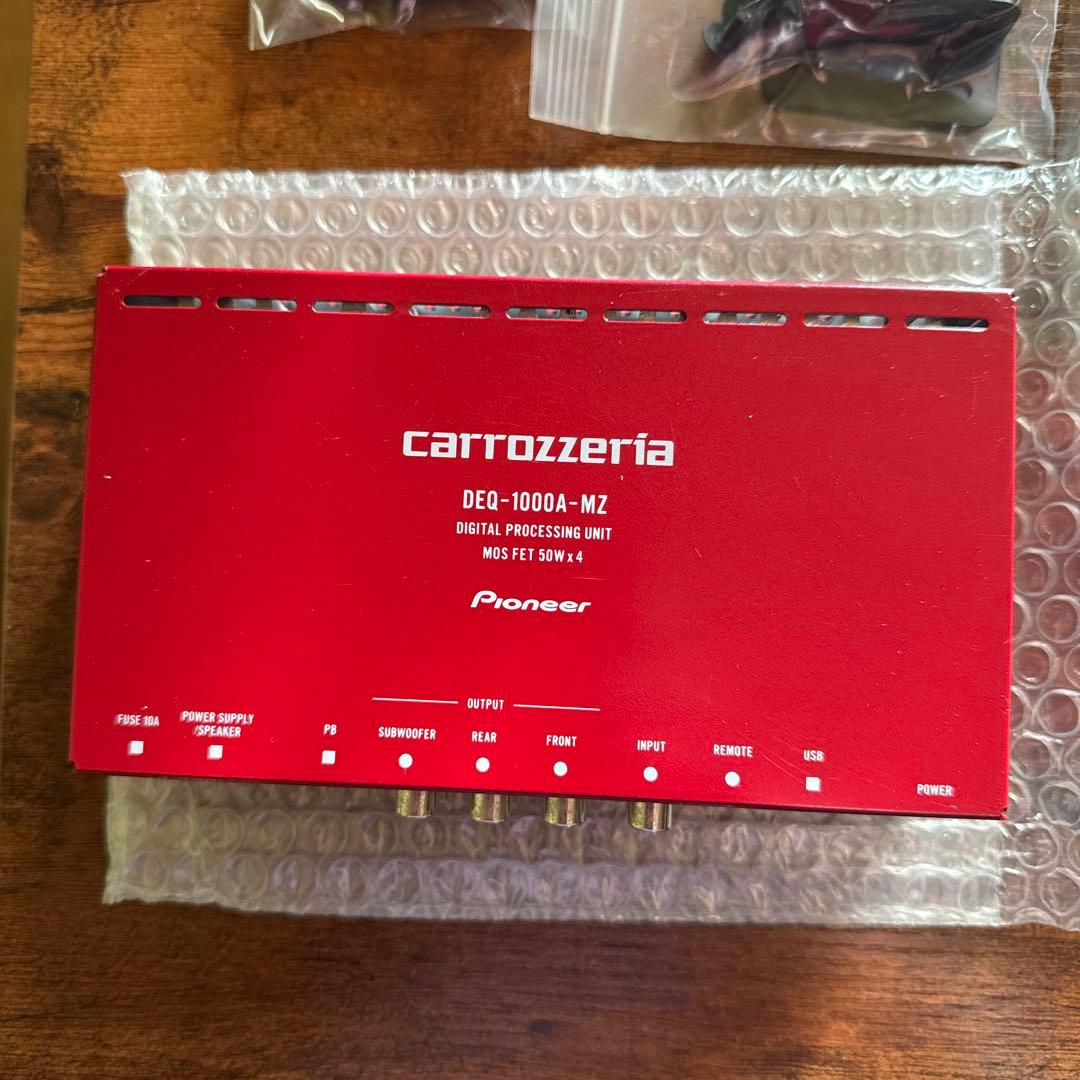 carrozzeria
DEQ-1000A-MZ
DIGITAL PROCESSING UNIT
MOS FET 50W x 4
Pioneer
OUTPUT
FUSE 10A
POWER SUPPLY
/SPEAKER
PB
SUBWOOFER
REAR
FRONT
INPUT
REMOTE
USB
POWER